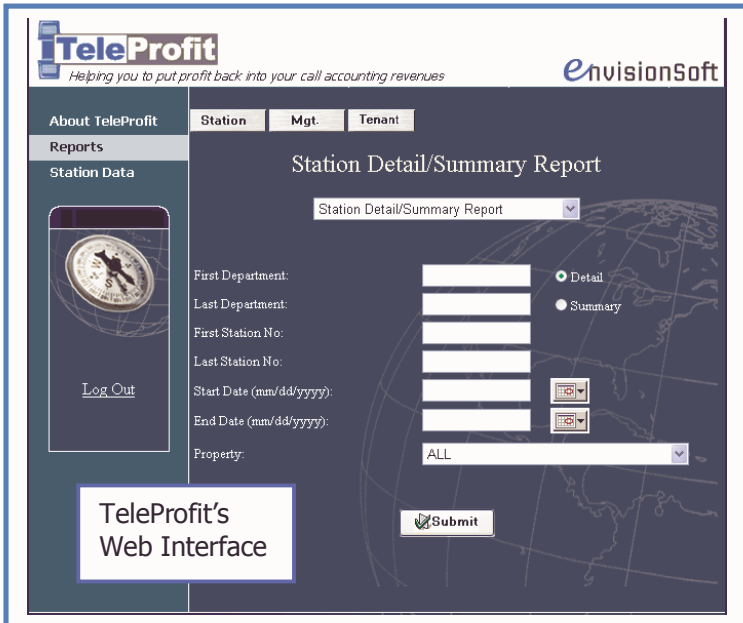 TeleProfit
Helping you to put profit back into your call accounting revenues
envisionSoft
About TeleProfit
Reports
Station Data
Log Out
Station Mgt. Tenant
Station Detail/Summary Report
Station Detail/Summary Report
First Department:
Detail
Last Department:
Summary
First Station No:
Last Station No:
Start Date (mm/dd/yyyy):
End Date (mm/dd/yyyy):
Property: ALL
Submit
TeleProfit's
Web Interface